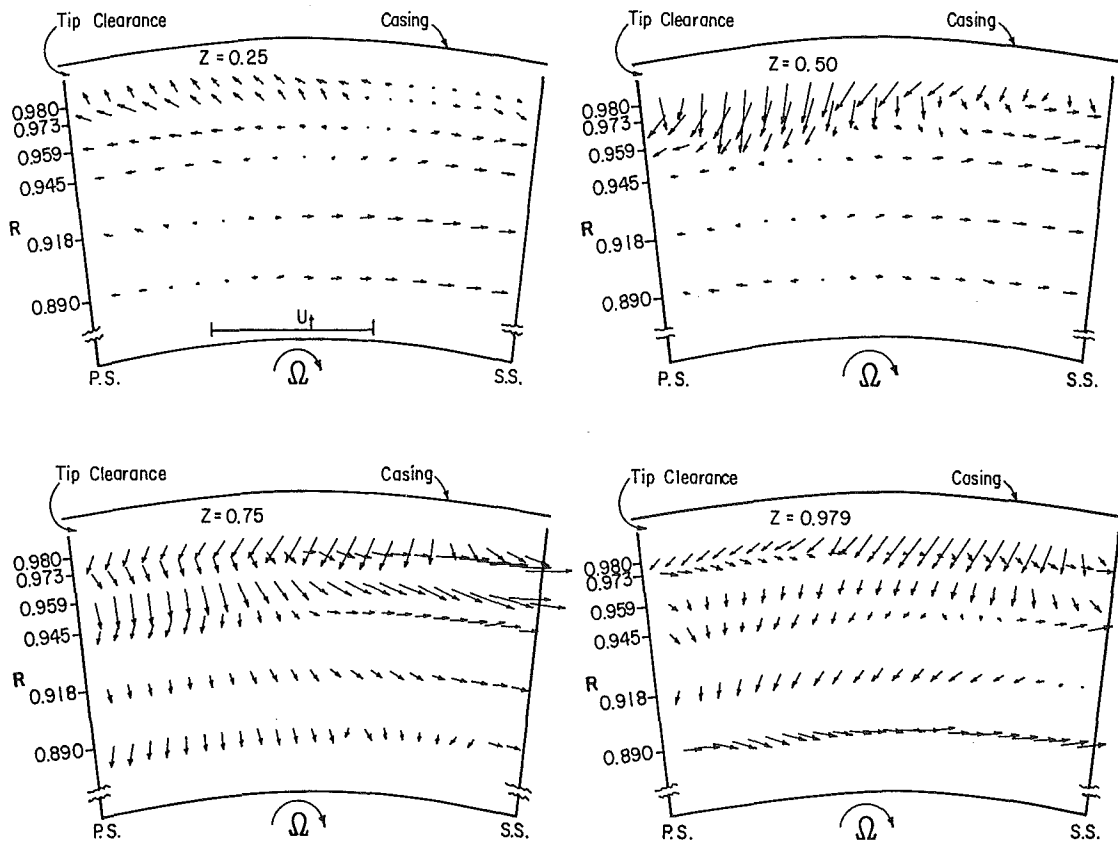 Tip Clearance
Casing
Z = 0.25
0.980
0.973
0.959
0.945
R
0.918
0.890
U
Ω
P.S.
S.S.
Tip Clearance
Casing
Z = 0.50
0.980
0.973
0.959
0.945
R
0.918
0.890
Ω
P.S.
S.S.
Tip Clearance
Casing
Z = 0.75
0.980
0.973
0.959
0.945
R
0.918
0.890
Ω
P.S.
S.S.
Tip Clearance
Casing
Z = 0.979
0.980
0.973
0.959
0.945
R
0.918
0.890
Ω
P.S.
S.S.